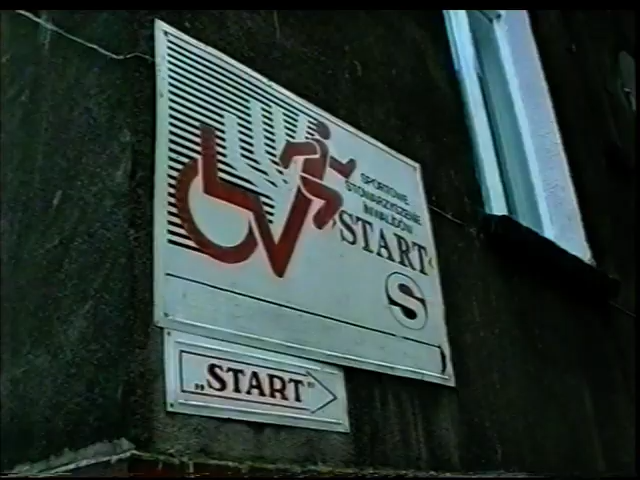 SPORTOWE
STOWARZYSZENIE
INWALIDÓW
START
S
„START”